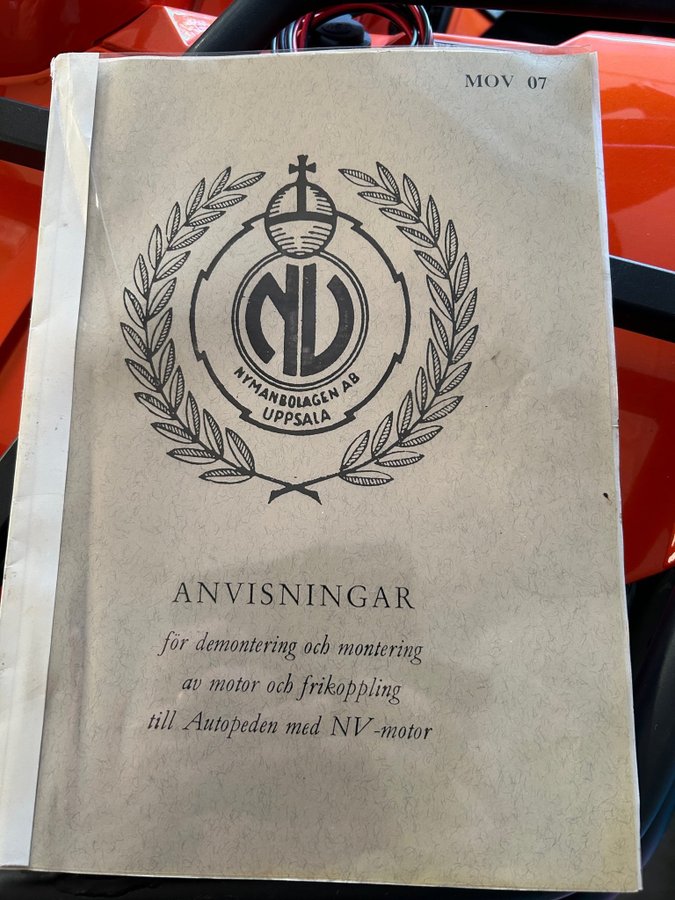 MOV 07
NV
NYMANBOLAGEN AB
UPPSALA
ANVISNINGAR
för demontering och montering
av motor och frikoppling
till Autopeden med NV-motor